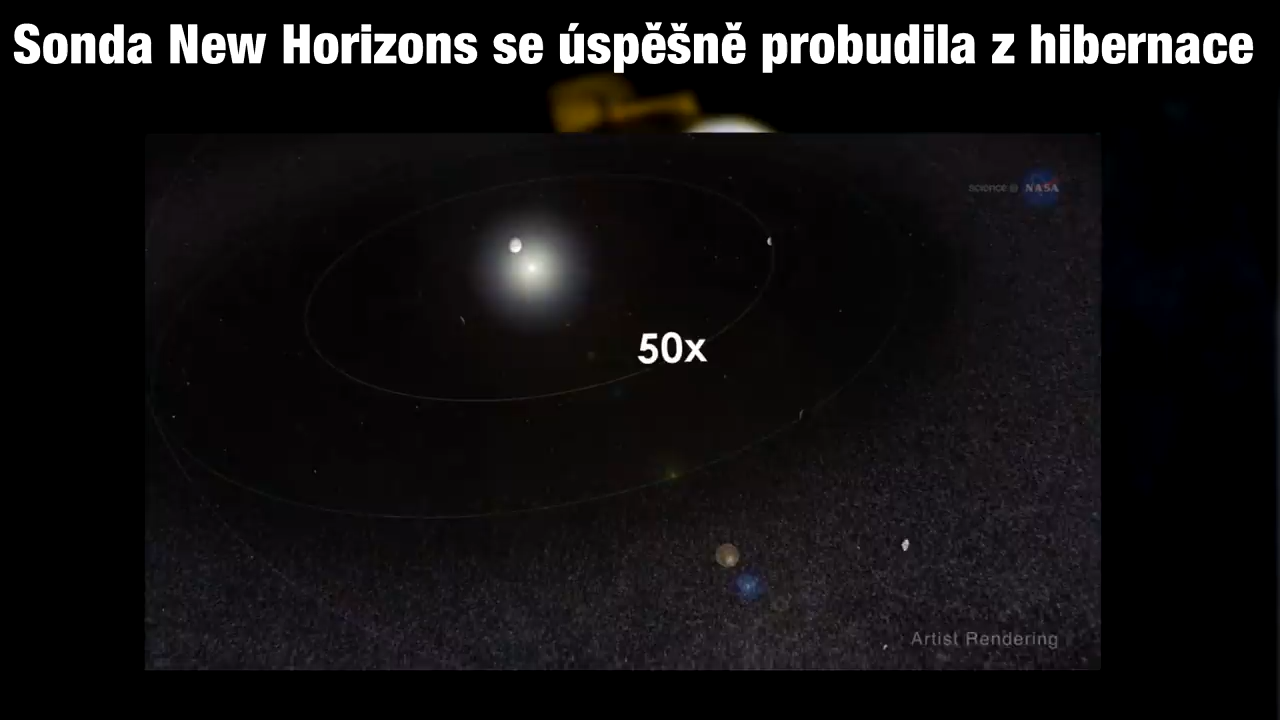 Sonda New Horizons se úspěšně probudila z hibernace
science @ NASA
50x
Artist Rendering